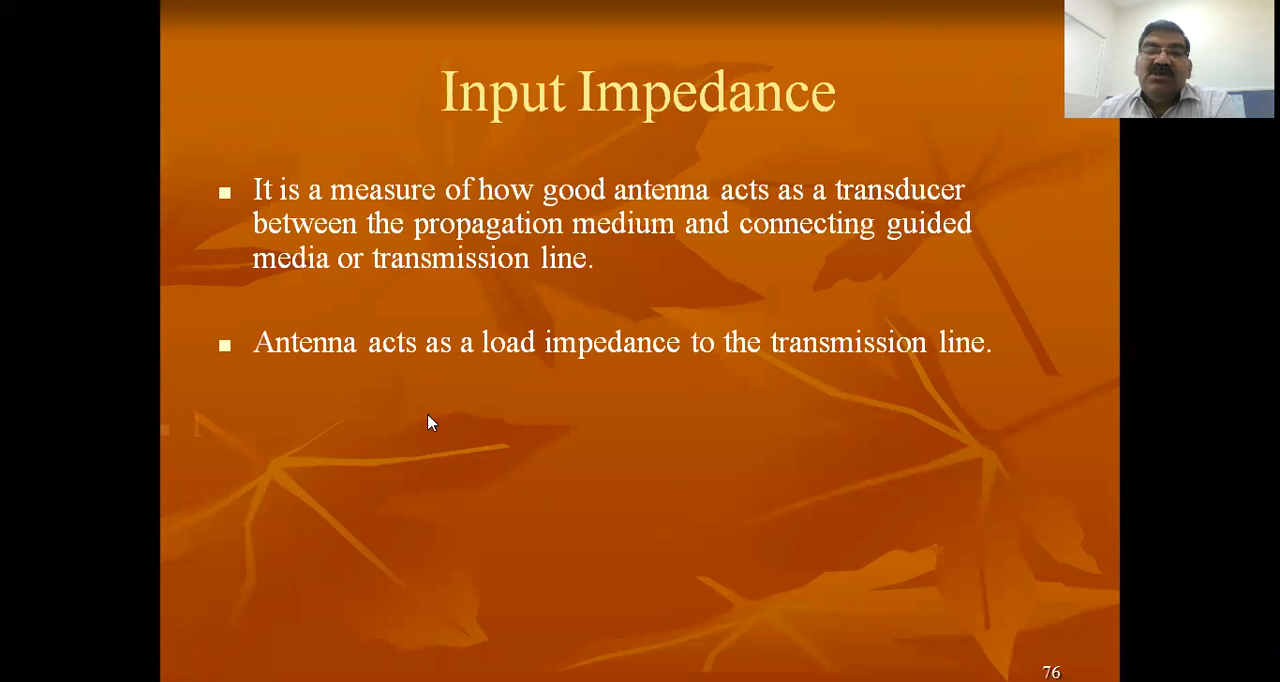 Input Impedance
It is a measure of how good antenna acts as a transducer
between the propagation medium and connecting guided
media or transmission line.
Antenna acts as a load impedance to the transmission line.
76